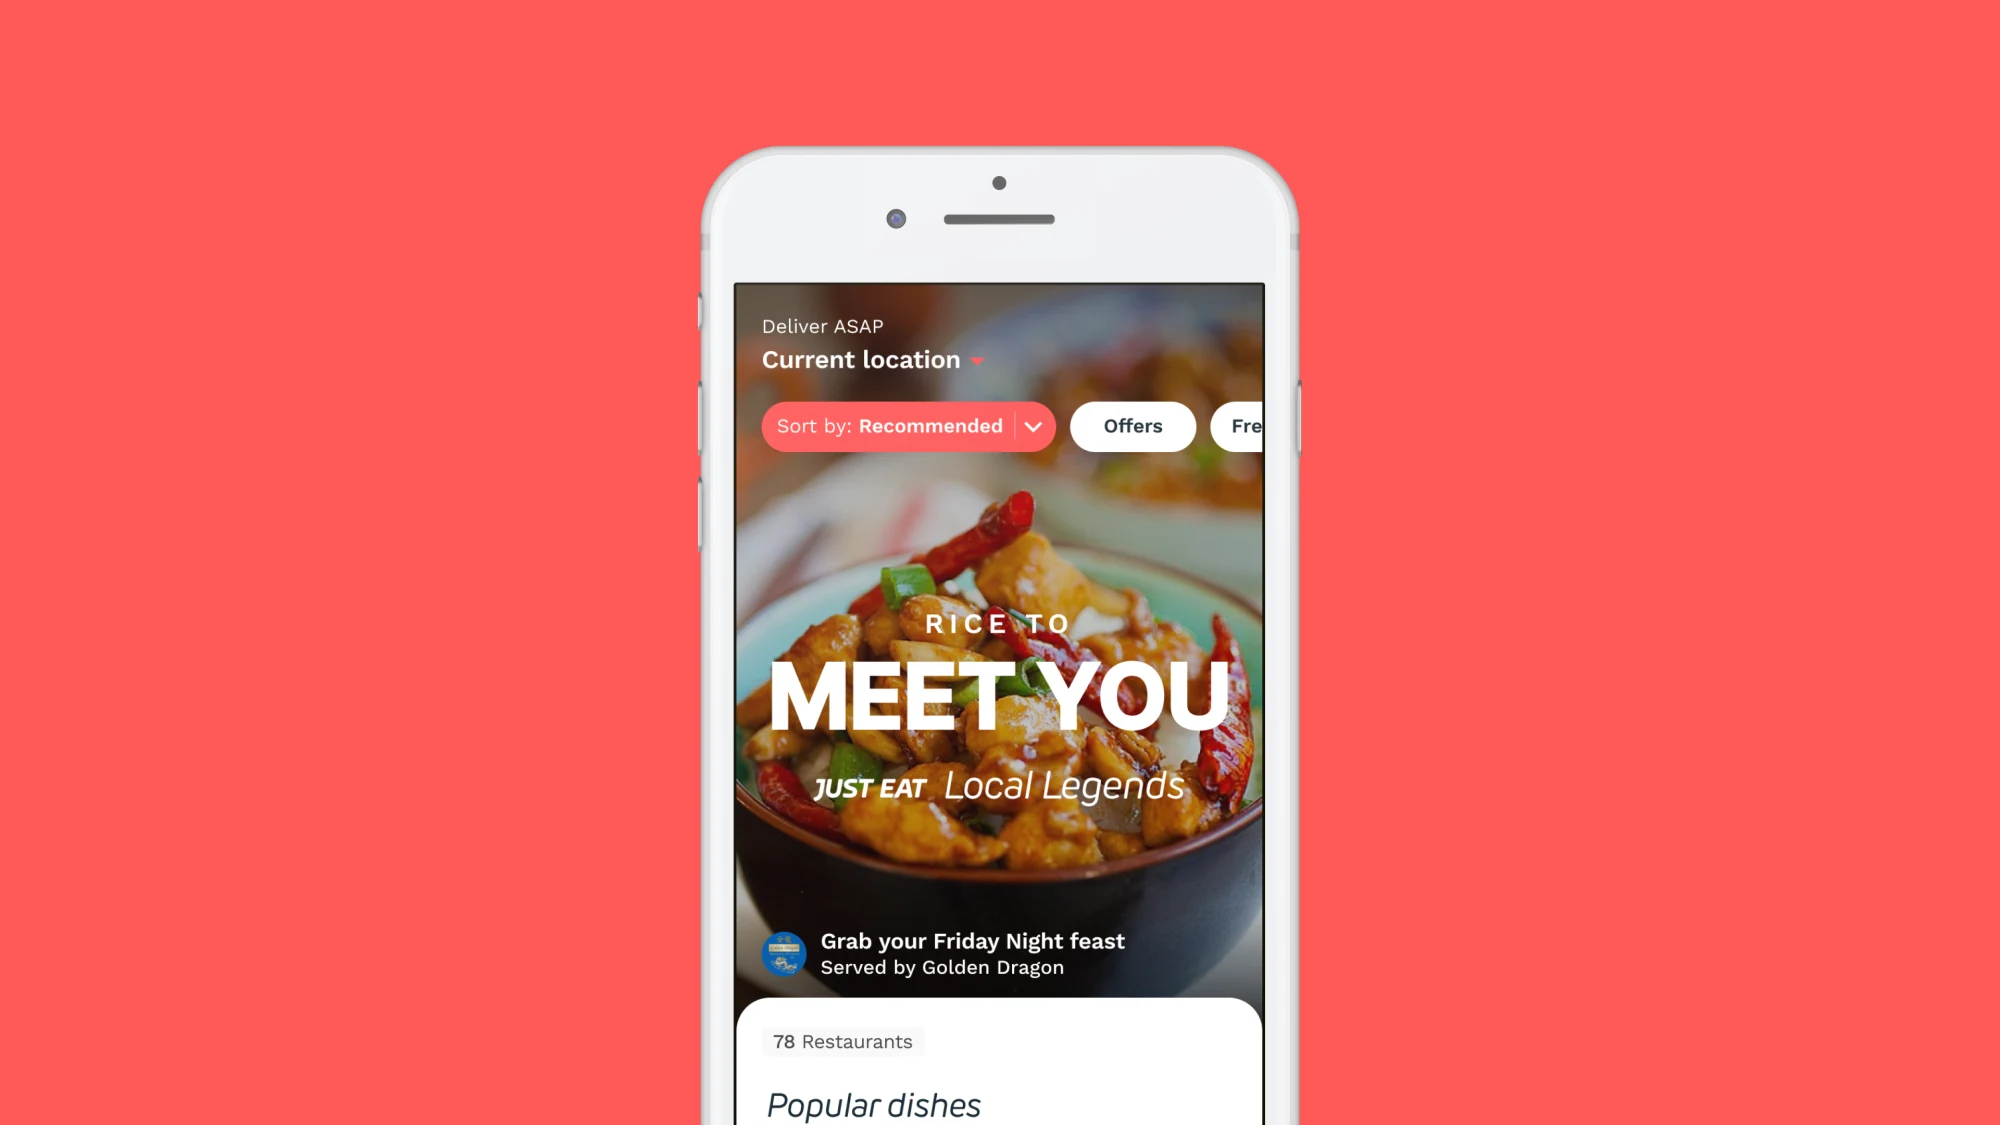 Deliver ASAP
Current location
Sort by: Recommended
Offers
Fre
RICE TO
MEET YOU
JUST EAT Local Legends
Grab your Friday Night feast
Served by Golden Dragon
78 Restaurants
Popular dishes